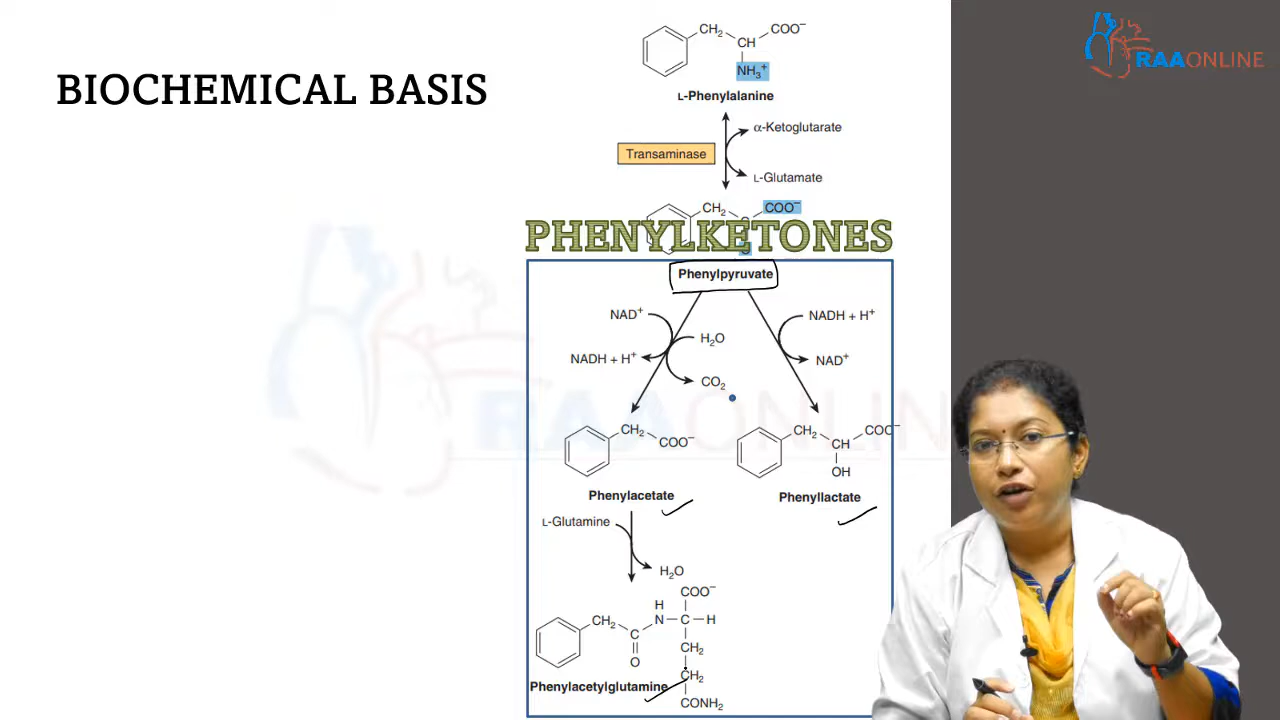 BIOCHEMICAL BASIS
RAAONLINE
CH₂ COO⁻
CH
NH₃⁺
L-Phenylalanine
α-Ketoglutarate
Transaminase
L-Glutamate
CH₂ COO⁻
PHENYLKETONES
Phenylpyruvate
NAD⁺
NADH + H⁺
H₂O
NADH + H⁺
NAD⁺
CO₂
CH₂
COO⁻
CH₂ COO⁻
CH
OH
Phenylacetate
Phenyllactate
L-Glutamine
H₂O
COO⁻
H
CH₂ N C H
C
O
CH₂
CH₂
Phenylacetylglutamine
CONH₂
RAAONLINE